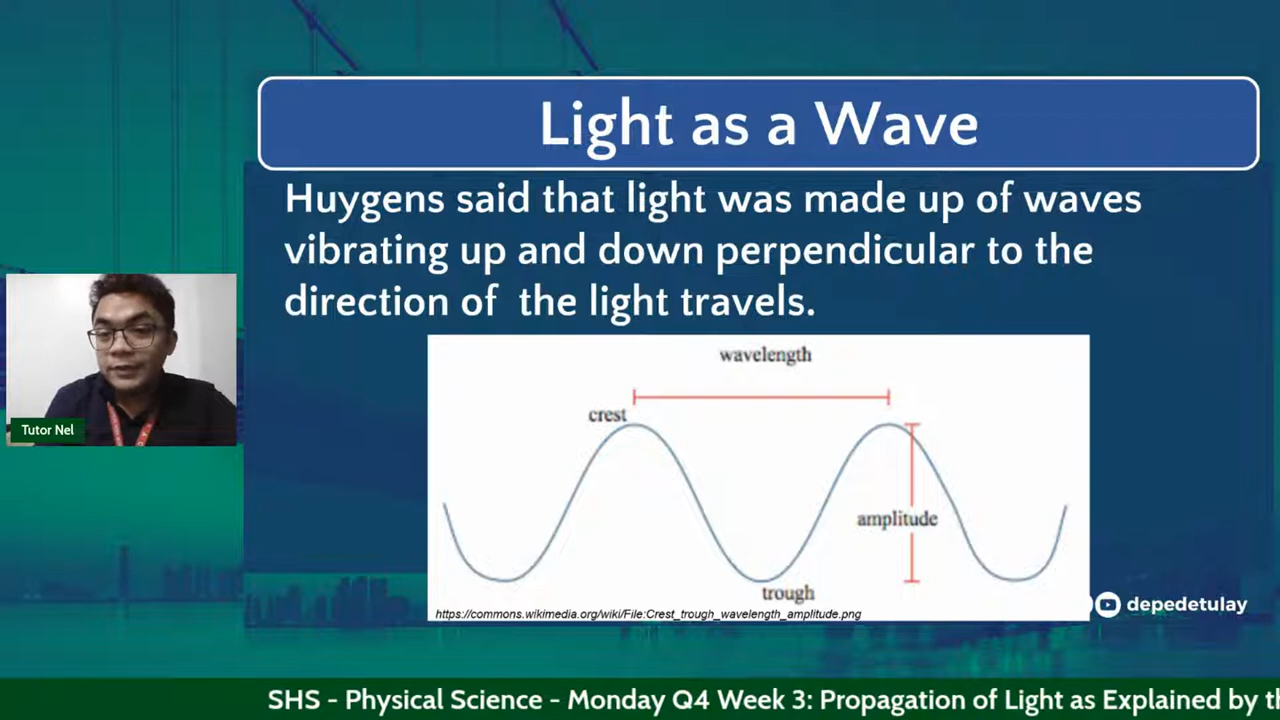 Light as a Wave
Huygens said that light was made up of waves
vibrating up and down perpendicular to the
direction of the light travels.
wavelength
crest
amplitude
trough
https://commons.wikimedia.org/wiki/File:Crest_trough_wavelength_amplitude.png
Tutor Nel
depedetulay
SHS - Physical Science - Monday Q4 Week 3: Propagation of Light as Explained by th